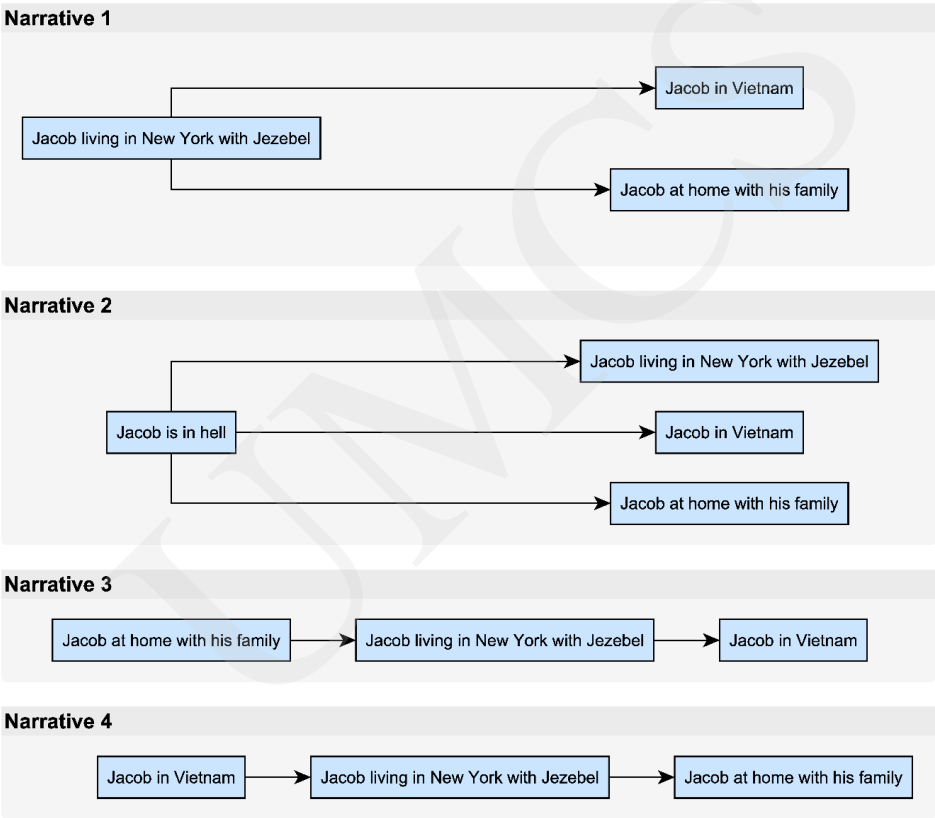 Narrative 1
Jacob in Vietnam
Jacob living in New York with Jezebel
Jacob at home with his family
Narrative 2
Jacob living in New York with Jezebel
Jacob is in hell
Jacob in Vietnam
Jacob at home with his family
Narrative 3
Jacob at home with his family
Jacob living in New York with Jezebel
Jacob in Vietnam
Narrative 4
Jacob in Vietnam
Jacob living in New York with Jezebel
Jacob at home with his family
UMCS